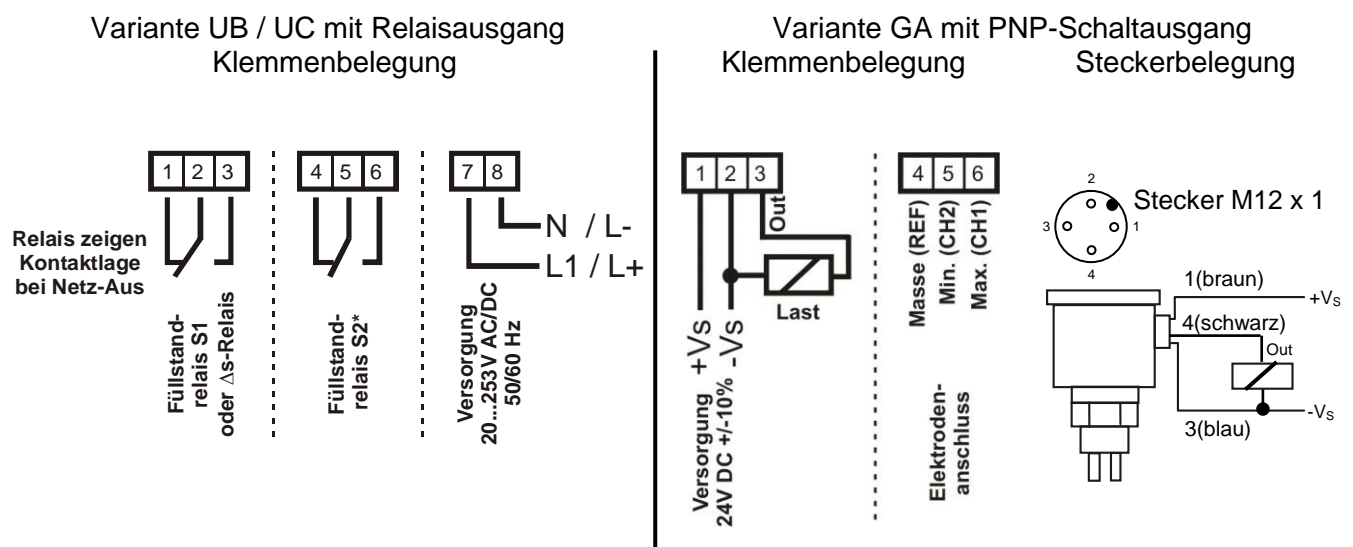 Variante UB / UC mit Relaisausgang
Klemmenbelegung
1 2 3
4 5 6
7 8
N / L-
L1 / L+
Relais zeigen
Kontaktlage
bei Netz-Aus
Füllstand-
relais S1
oder Δs-Relais
Füllstand-
relais S2*
Versorgung
20...253V AC/DC
50/60 Hz
Variante GA mit PNP-Schaltausgang
Klemmenbelegung
Steckerbelegung
1 2 3
Out
Last
+Vs
-Vs
Versorgung
24V DC +/-10%
4 5 6
Masse (REF)
Min. (CH2)
Max. (CH1)
Elektroden-
anschluss
2
3
1
4
Stecker M12 x 1
1(braun)
+Vs
4(schwarz)
Out
-Vs
3(blau)